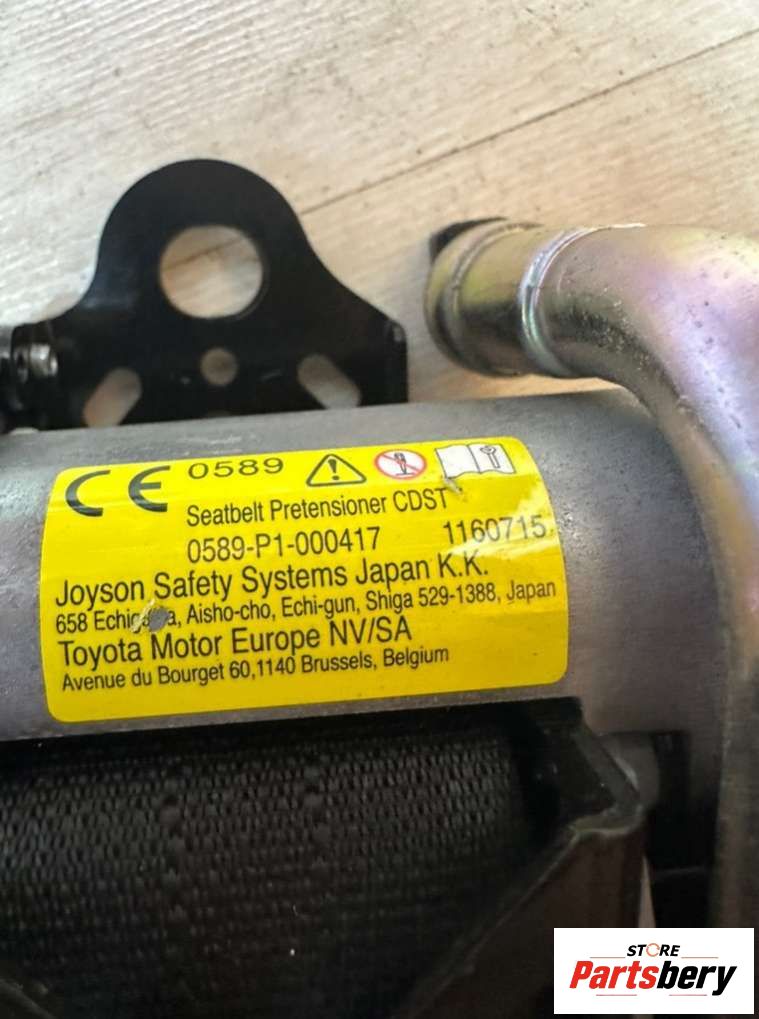 CE 0589
Seatbelt Pretensioner CDST
0589-P1-000417 1160715
Joyson Safety Systems Japan K.K.
658 Aisho-cho, Echi-gun, Shiga 529-1388, Japan
Toyota Motor Europe NV/SA
Avenue du Bourget 60,1140 Brussels, Belgium
STORE
Partsbery